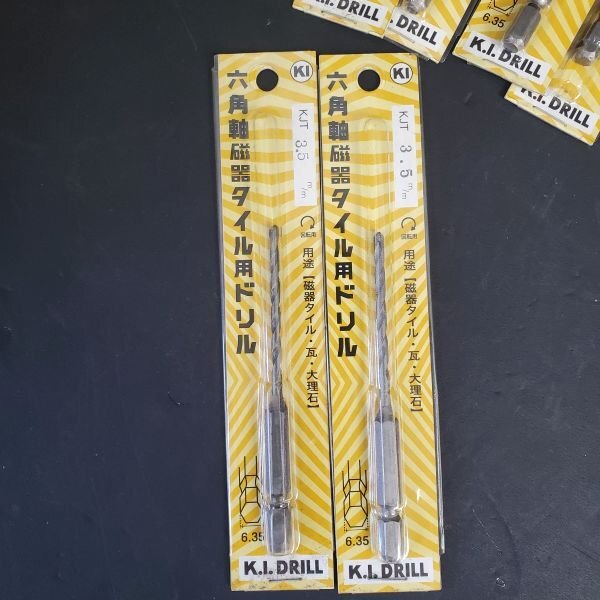 K.I. DRILL
K.I. DRILL
6.35
K.I. DRILL
K.I. DRILL
KI
六角軸磁器タイル用ドリル
KJT
3.5 m/m
回転用
用途【磁器タイル・瓦・大理石】
6.35
K.I. DRILL
KI
六角軸磁器タイル用ドリル
KJT
3.5 m/m
回転用
用途【磁器タイル・瓦・大理石】
6.35
K.I. DRILL